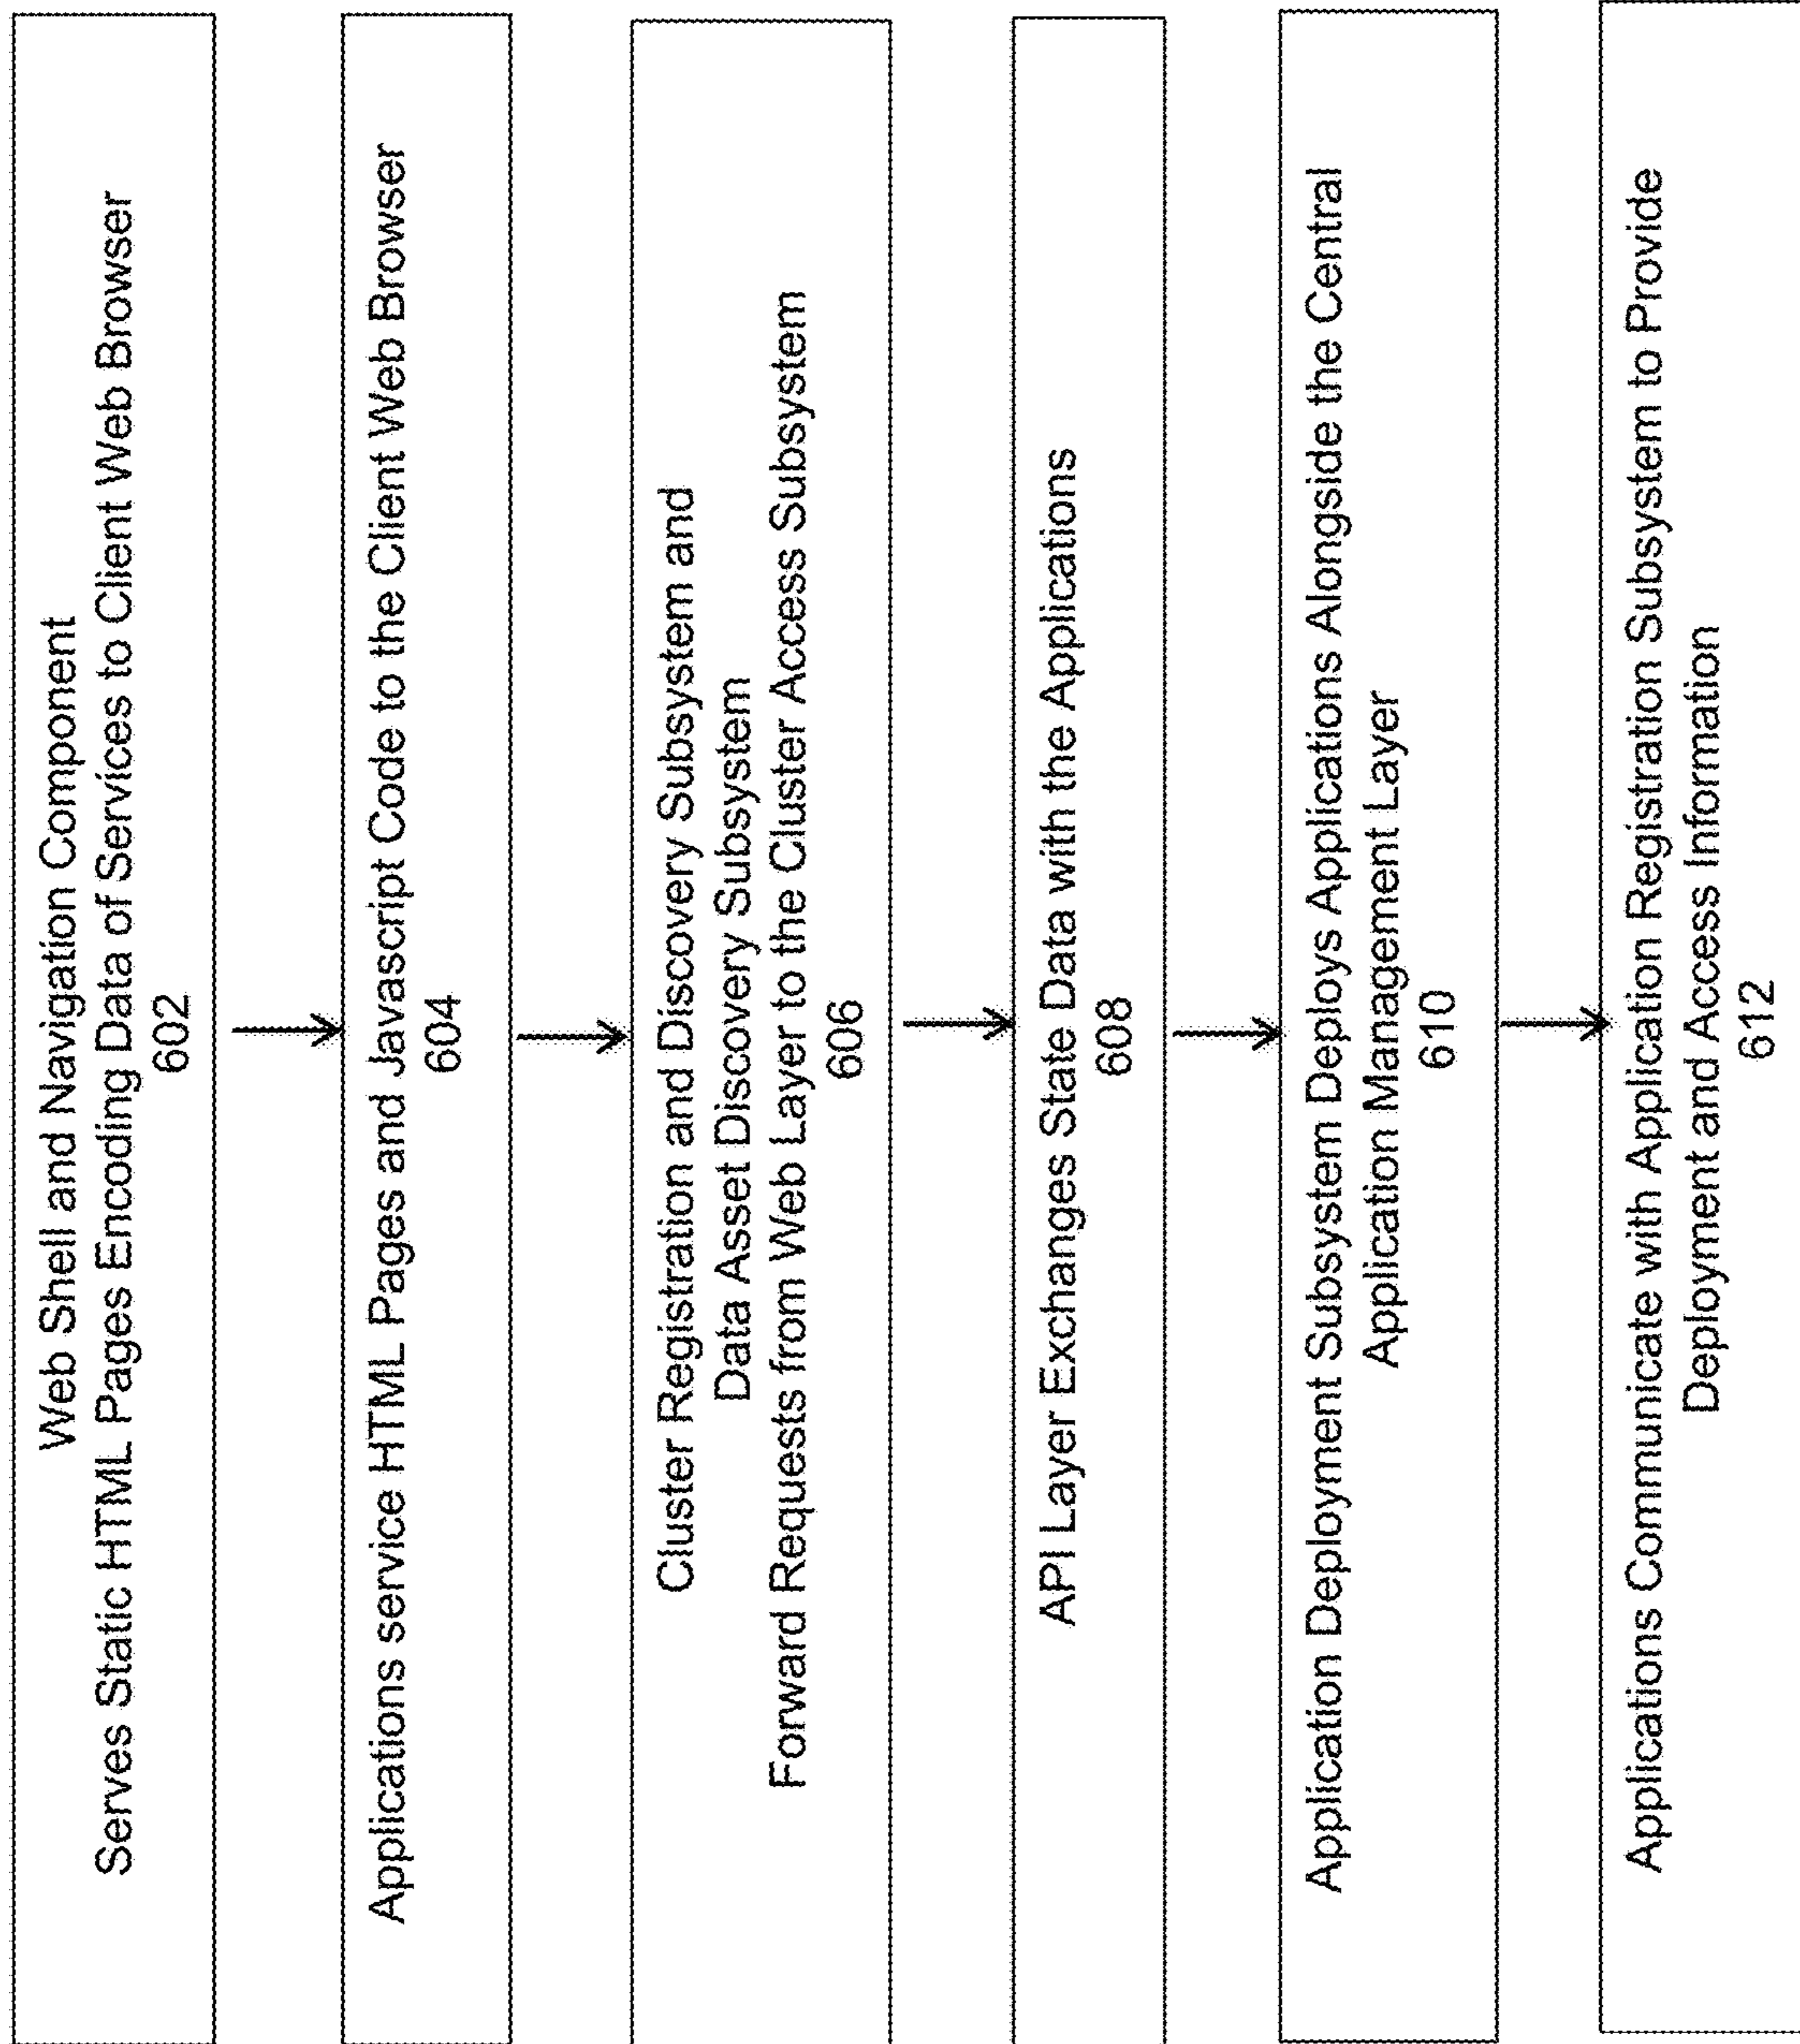 Web Shell and Navigation Component
Serves Static HTML Pages Encoding Data of Services to Client Web Browser
602
Applications service HTML Pages and Javascript Code to the Client Web Browser
604
Cluster Registration and Discovery Subsystem and
Data Asset Discovery Subsystem
Forward Requests from Web Layer to the Cluster Access Subsystem
606
API Layer Exchanges State Data with the Applications
608
Application Deployment Subsystem Deploys Applications Alongside the Central
Application Management Layer
610
Applications Communicate with Application Registration Subsystem to Provide
Deployment and Access Information
612